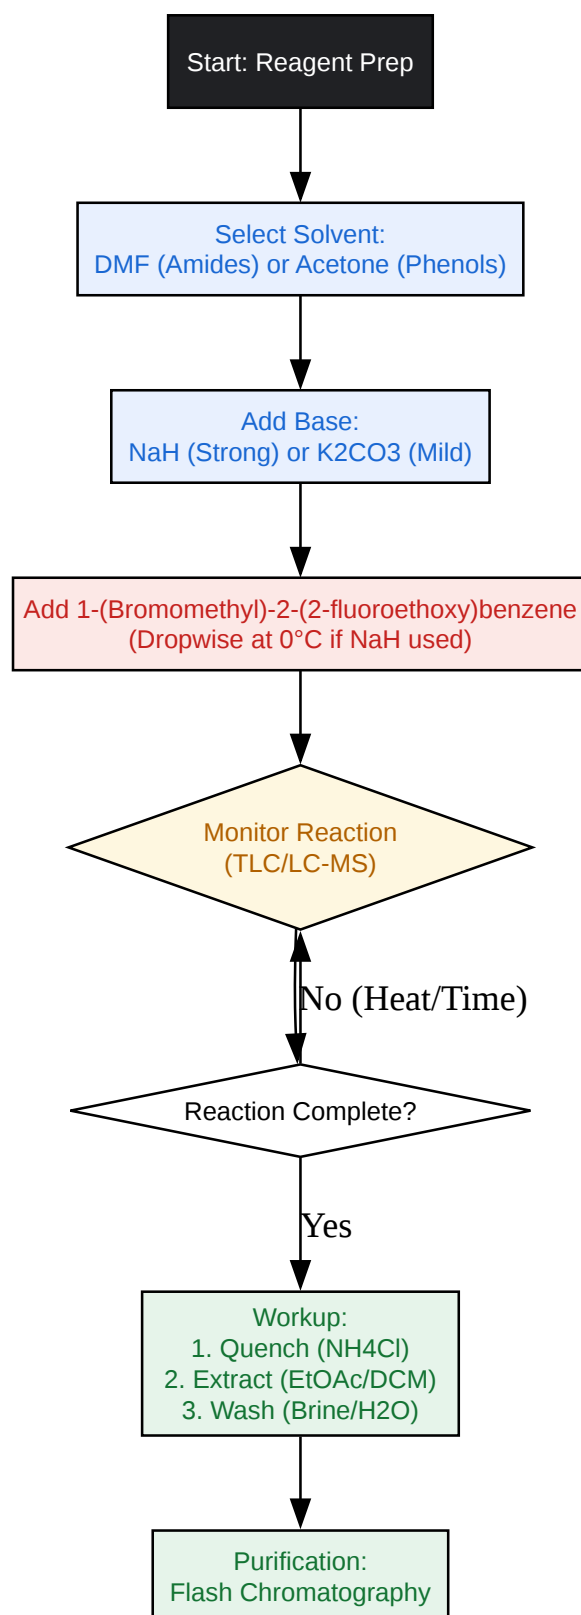 Start: Reagent Prep
Select Solvent:
DMF (Amides) or Acetone (Phenols)
Add Base:
NaH (Strong) or K2CO3 (Mild)
Add 1-(Bromomethyl)-2-(2-fluoroethoxy)benzene
(Dropwise at 0°C if NaH used)
Monitor Reaction
(TLC/LC-MS)
No (Heat/Time)
Reaction Complete?
Yes
Workup:
1. Quench (NH4Cl)
2. Extract (EtOAc/DCM)
3. Wash (Brine/H2O)
Purification:
Flash Chromatography